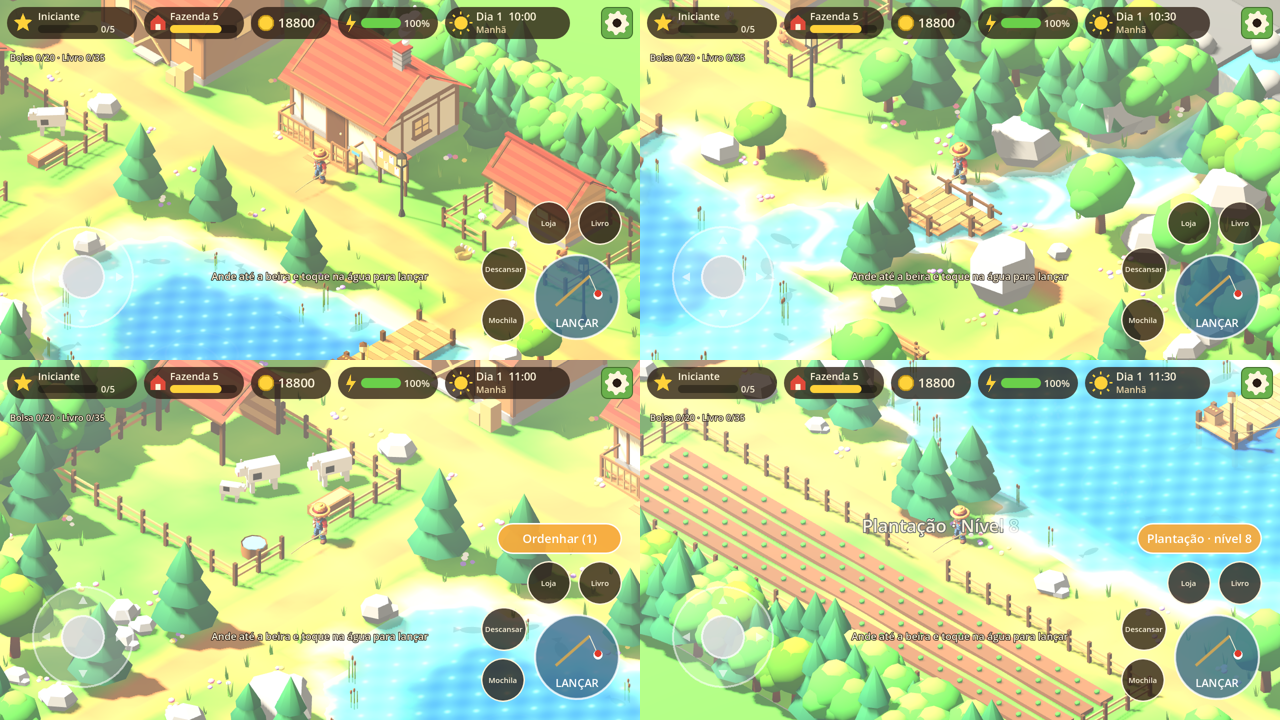 Iniciante
0/5
Fazenda 5
18800
100%
Dia 1 10:00
Manhã
Bolsa 0/20 · Livro 0/35
Loja
Livro
Descansar
Ande até a beira e toque na água para lançar
Mochila
LANÇAR
Iniciante
0/5
Fazenda 5
18800
100%
Dia 1 10:30
Manhã
Bolsa 0/20 · Livro 0/35
Loja
Livro
Descansar
Ande até a beira e toque na água para lançar
Mochila
LANÇAR
Iniciante
0/5
Fazenda 5
18800
100%
Dia 1 11:00
Manhã
Bolsa 0/20 · Livro 0/35
Ordenhar (1)
Loja
Livro
Descansar
Ande até a beira e toque na água para lançar
Mochila
LANÇAR
Iniciante
0/5
Fazenda 5
18800
100%
Dia 1 11:30
Manhã
Bolsa 0/20 · Livro 0/35
Plantação · Nível 8
Plantação · nível 8
Loja
Livro
Descansar
Ande até a beira e toque na água para lançar
Mochila
LANÇAR